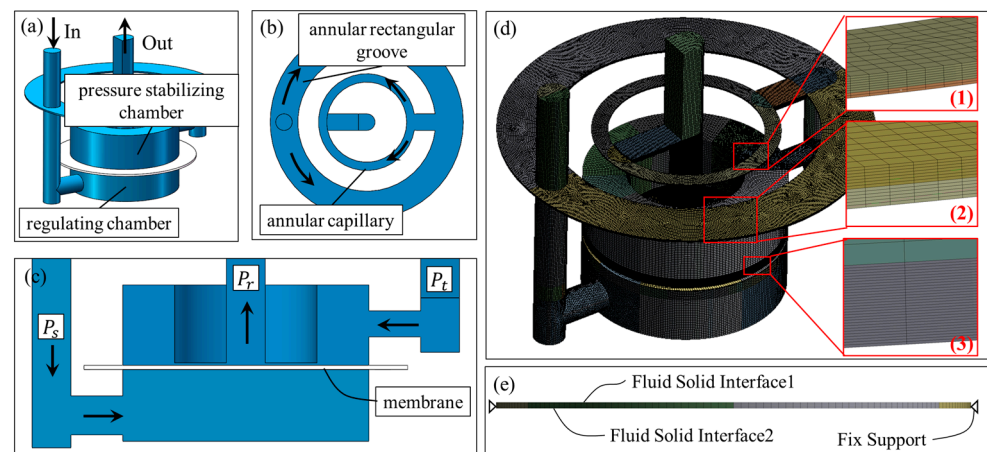 (a)
In
Out
pressure stabilizing
chamber
regulating chamber
(b)
annular rectangular
groove
annular capillary
(c)
P_s
P_r
P_t
membrane
(d)
(1)
(2)
(3)
(e)
Fluid Solid Interface1
Fluid Solid Interface2
Fix Support